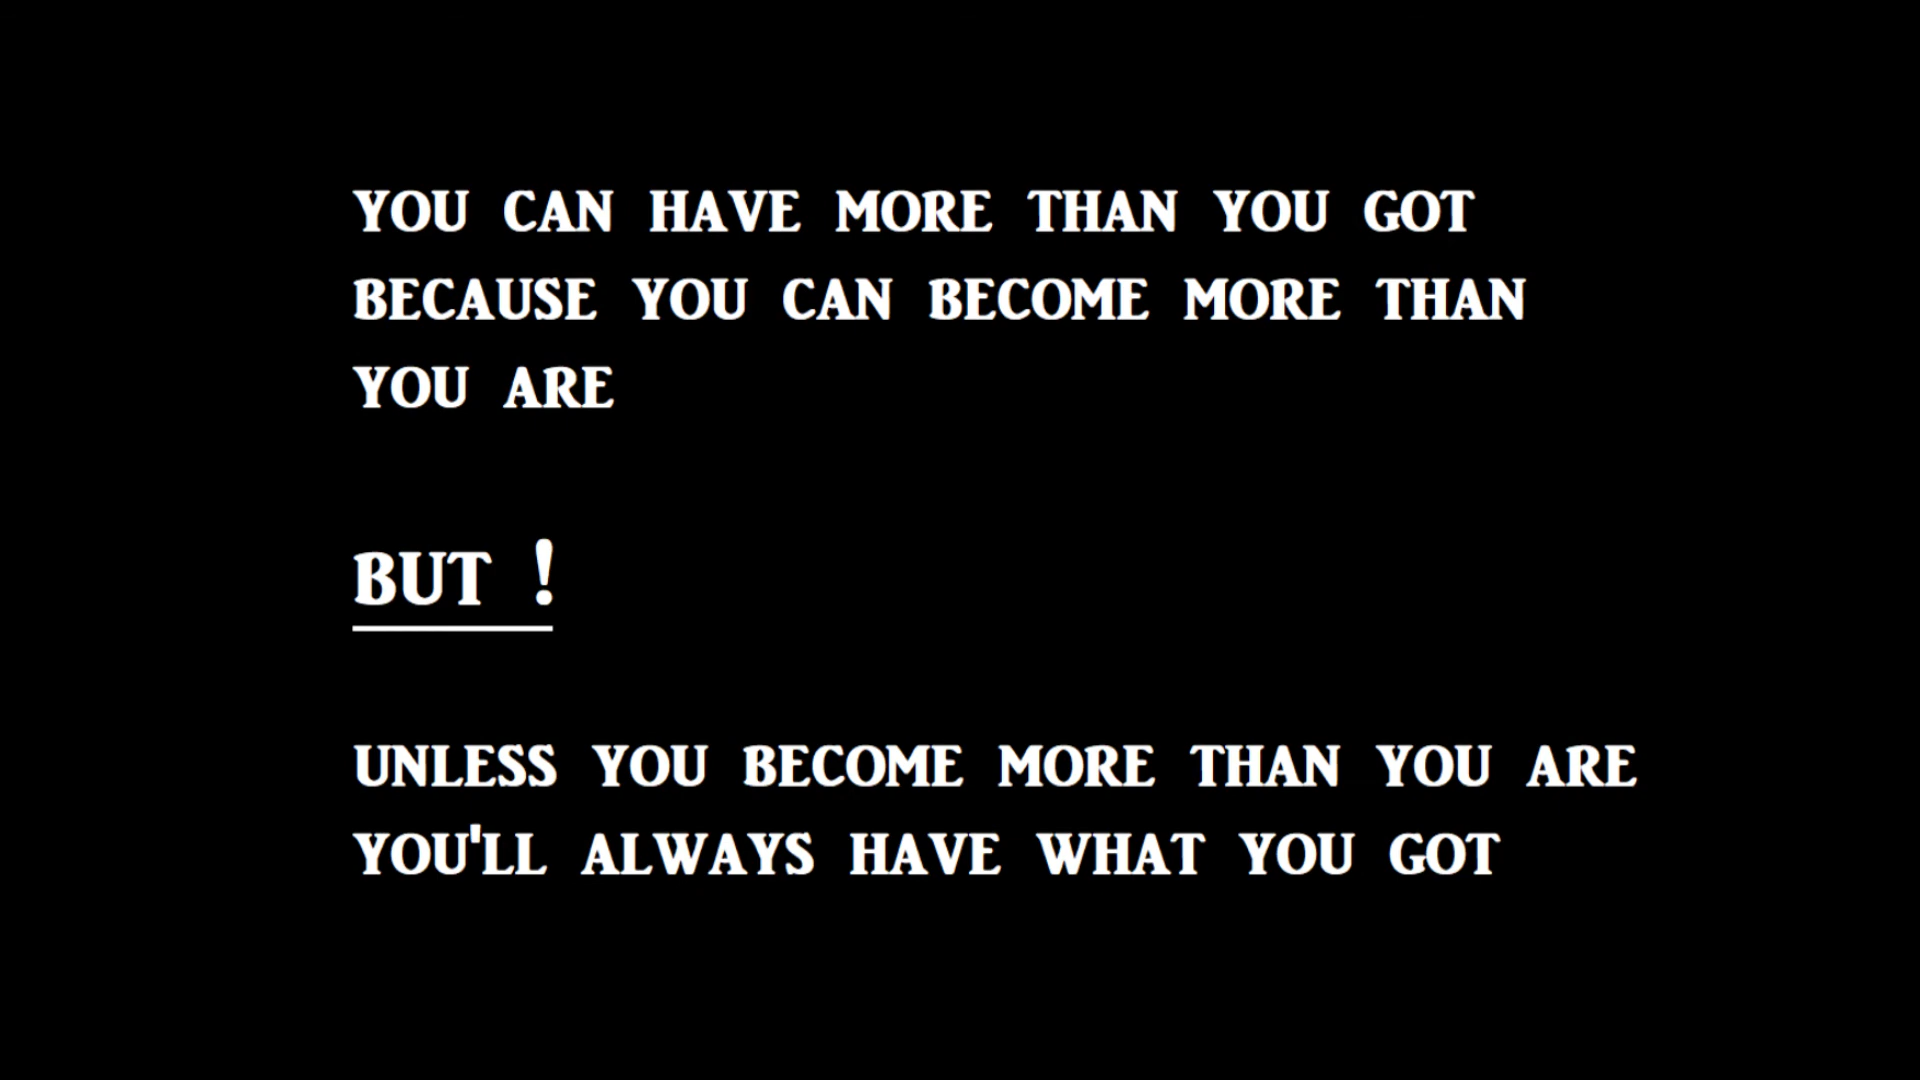 YOU CAN HAVE MORE THAN YOU GOT
BECAUSE YOU CAN BECOME MORE THAN
YOU ARE
BUT !
UNLESS YOU BECOME MORE THAN YOU ARE
YOU'LL ALWAYS HAVE WHAT YOU GOT